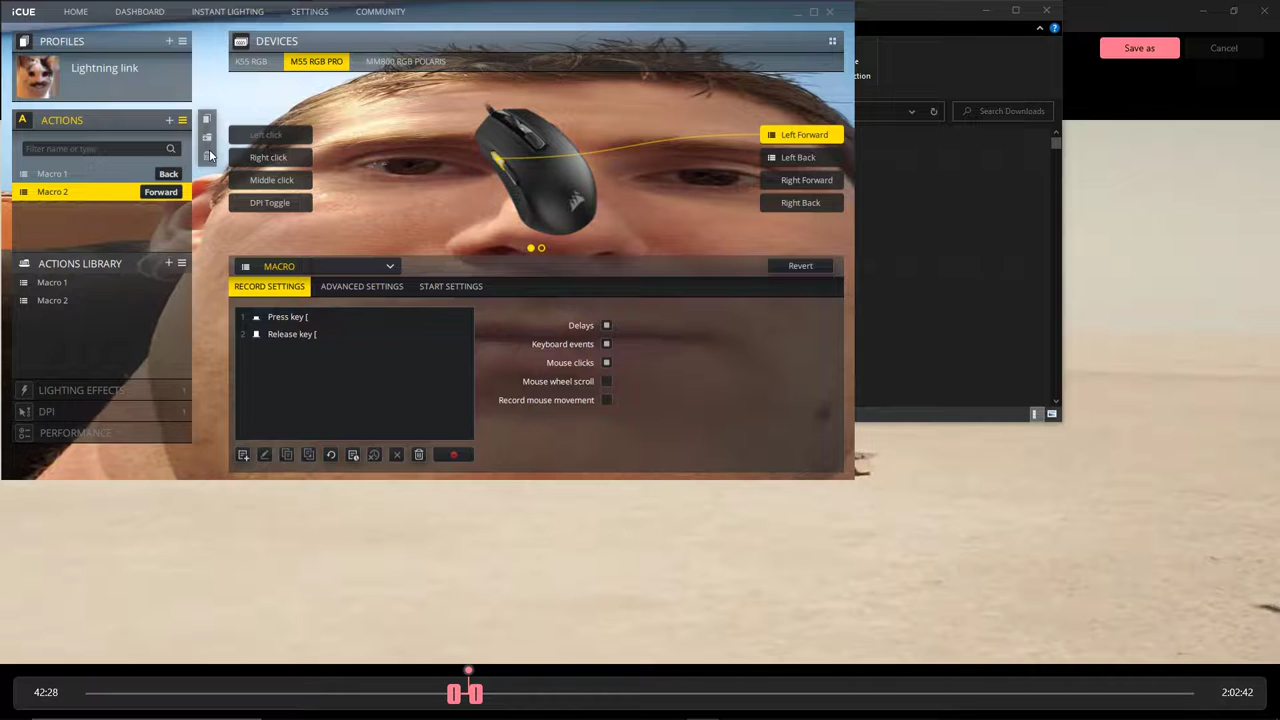 iCUE HOME DASHBOARD INSTANT LIGHTING SETTINGS COMMUNITY
PROFILES
Lightning link
DEVICES
K55 RGB M55 RGB PRO MM800 RGB POLARIS
Save as Cancel
ction
Search Downloads
ACTIONS
Filter name or type
Macro 1 Back
Macro 2 Forward
Left click
Right click
Middle click
DPI Toggle
Left Forward
Left Back
Right Forward
Right Back
ACTIONS LIBRARY
Macro 1
Macro 2
MACRO Revert
RECORD SETTINGS ADVANCED SETTINGS START SETTINGS
1 Press key [
2 Release key [
Delays
Keyboard events
Mouse clicks
Mouse wheel scroll
Record mouse movement
LIGHTING EFFECTS 1
DPI 1
PERFORMANCE
42:28 2:02:42